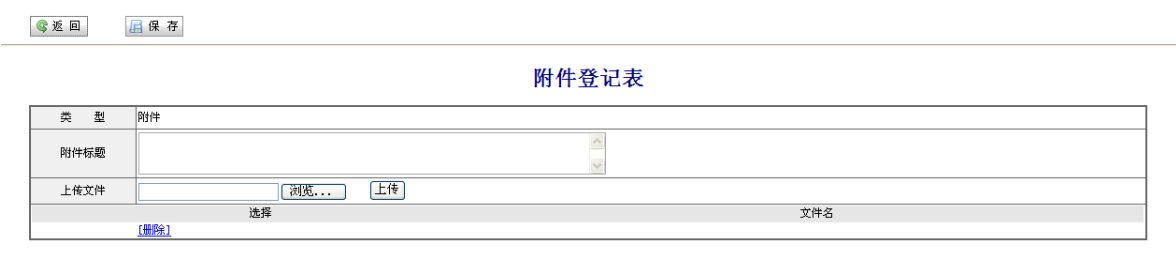 返 回 保 存
附件登记表
类 型 附件
附件标题
上传文件 浏览... 上传
选择 文件名
[删除]